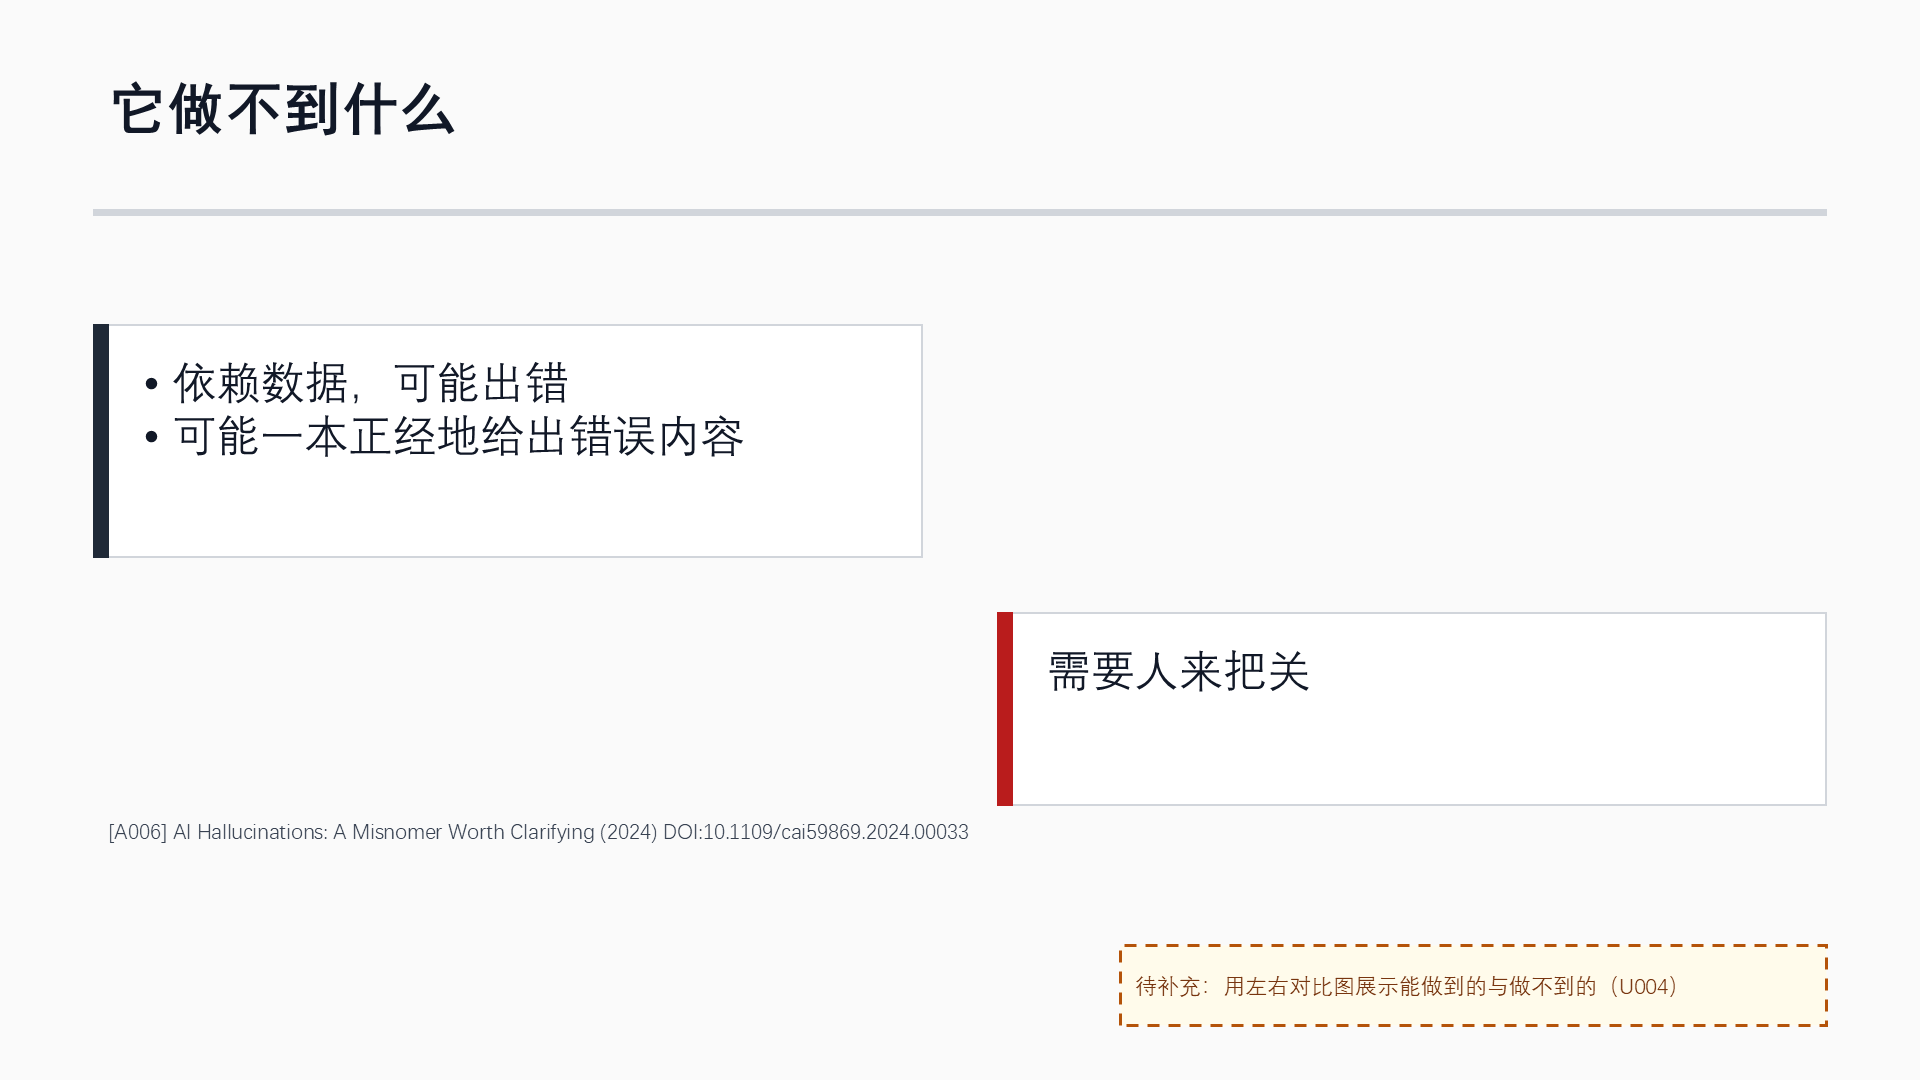 它做不到什么
• 依赖数据，可能出错
• 可能一本正经地给出错误内容
需要人来把关
[A006] AI Hallucinations: A Misnomer Worth Clarifying (2024) DOI:10.1109/cai59869.2024.00033
待补充：用左右对比图展示能做到的与做不到的（U004）